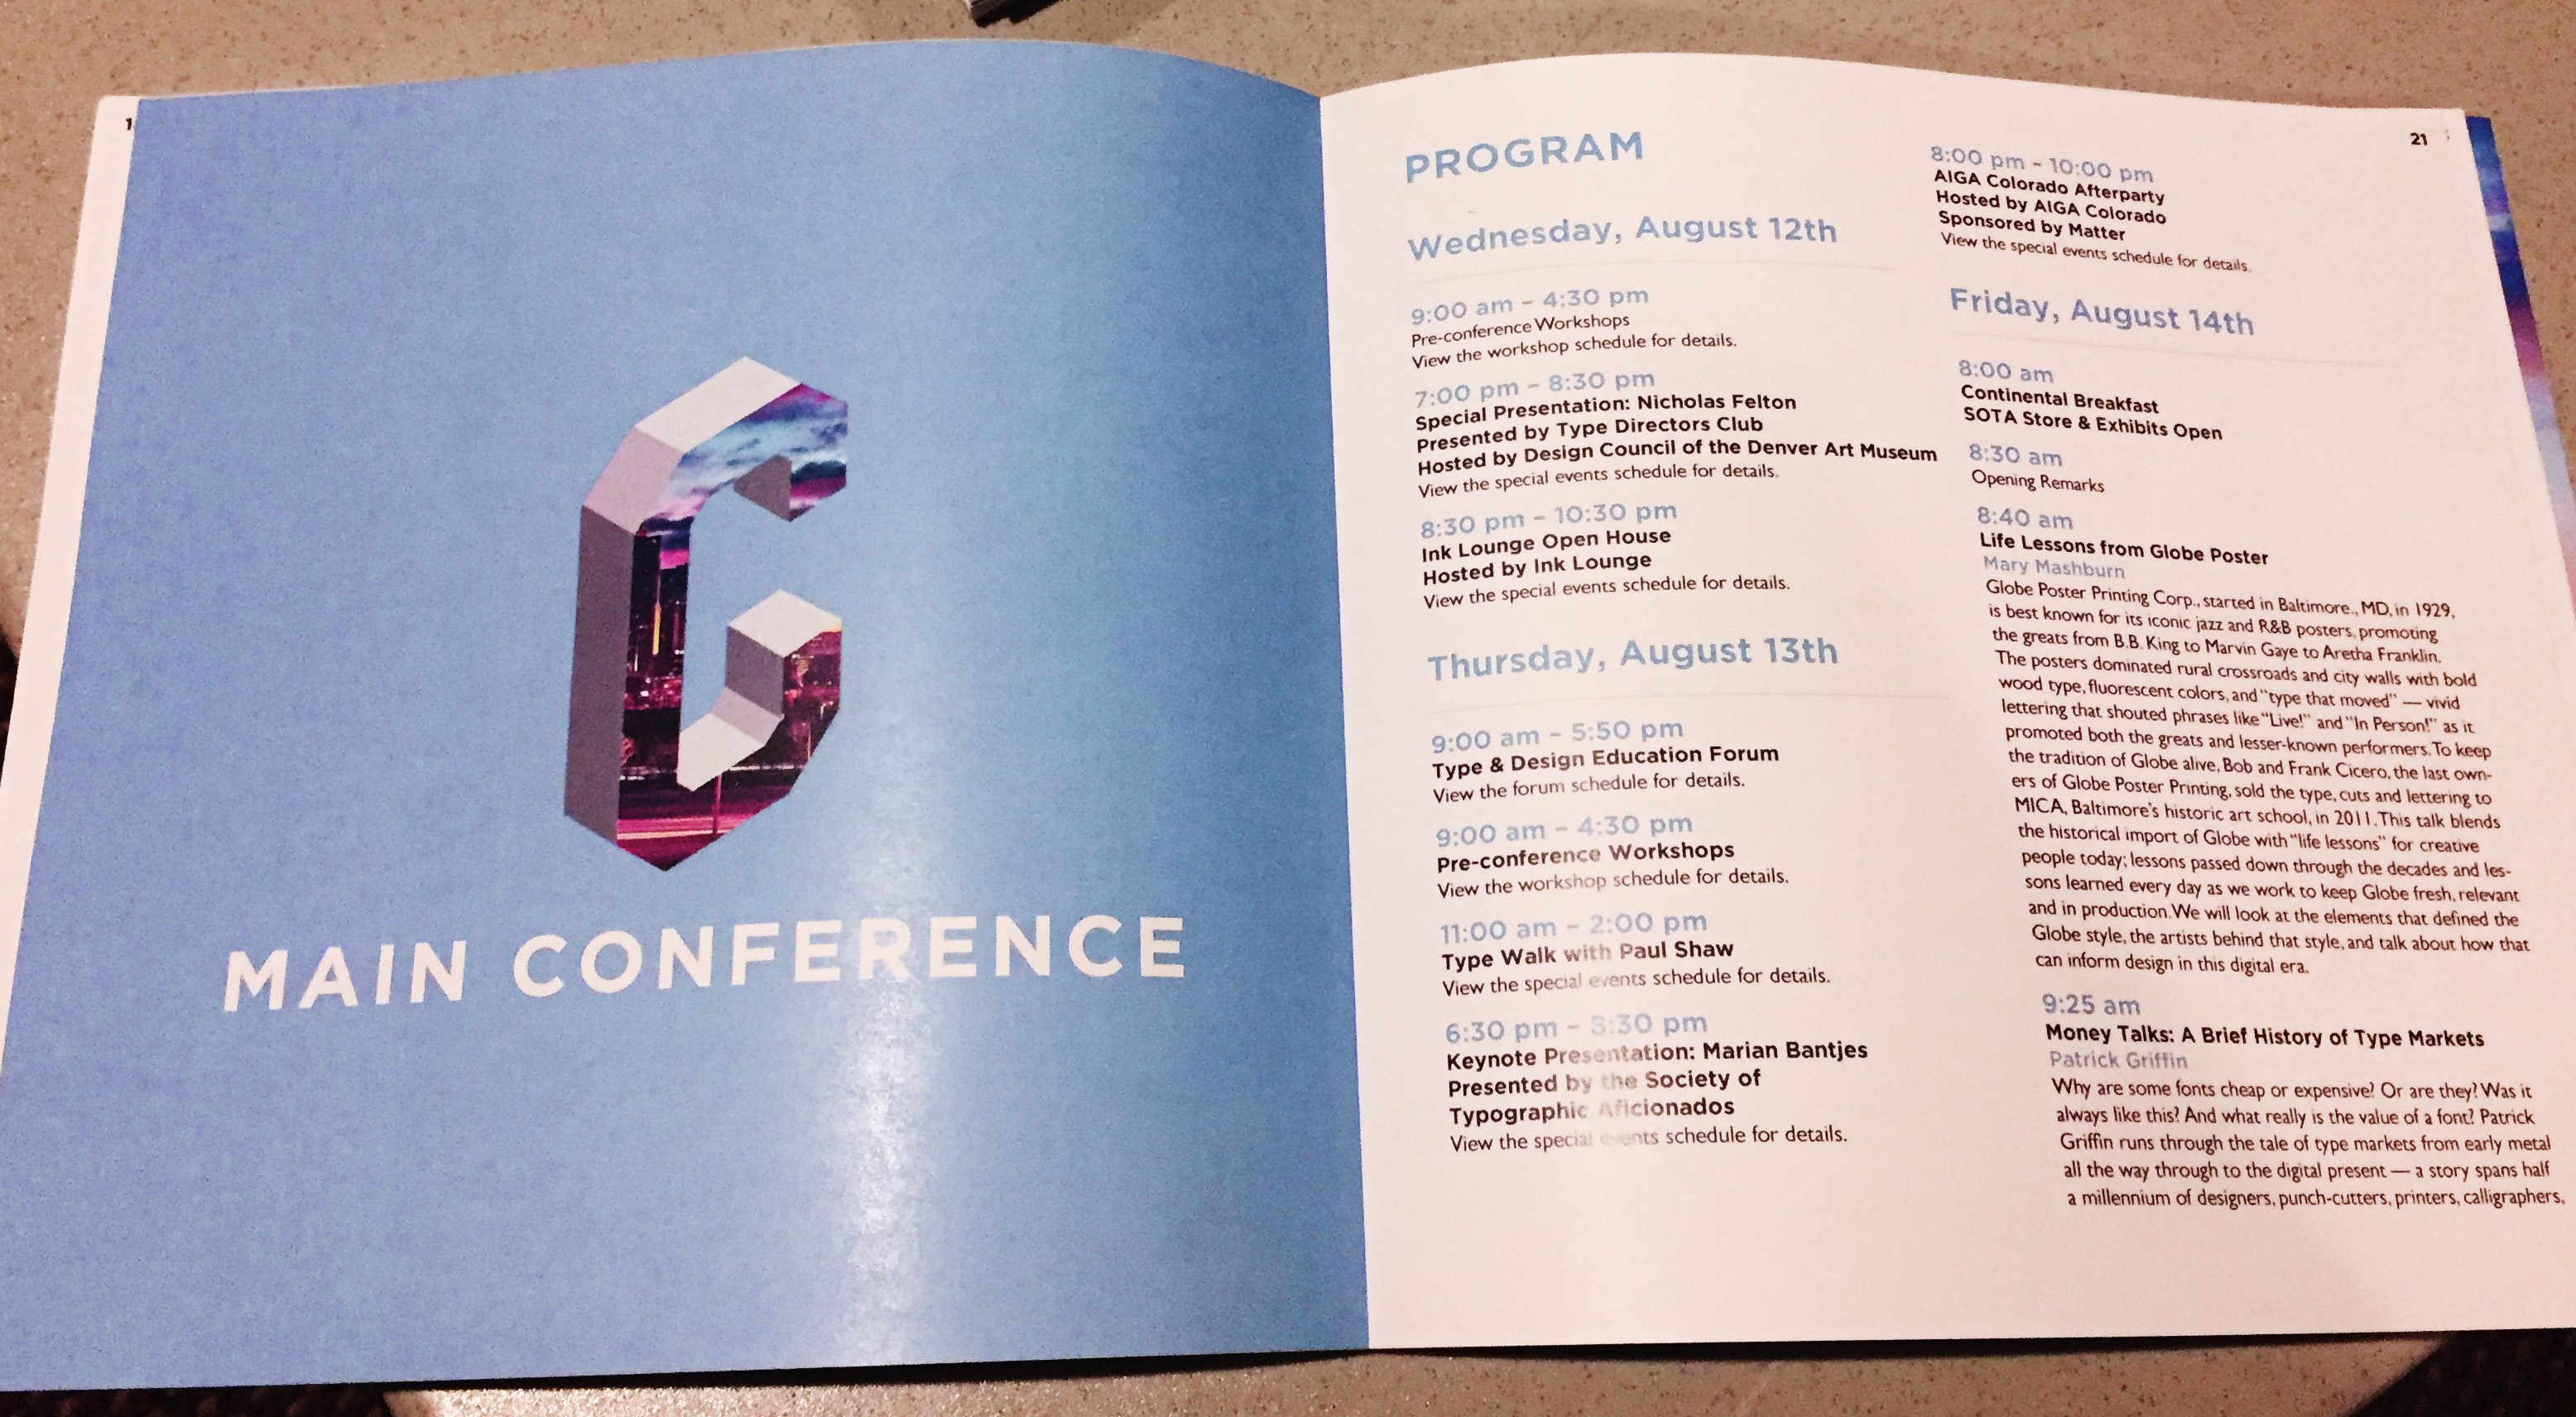 1
MAIN CONFERENCE
21
PROGRAM
Wednesday, August 12th
9:00 am – 4:30 pm
Pre-conference Workshops
View the workshop schedule for details.
7:00 pm – 8:30 pm
Special Presentation: Nicholas Felton
Presented by Type Directors Club
Hosted by Design Council of the Denver Art Museum
View the special events schedule for details.
8:30 pm – 10:30 pm
Ink Lounge Open House
Hosted by Ink Lounge
View the special events schedule for details.
Thursday, August 13th
9:00 am – 5:50 pm
Type & Design Education Forum
View the forum schedule for details.
9:00 am – 4:30 pm
Pre-conference Workshops
View the workshop schedule for details.
11:00 am – 2:00 pm
Type Walk with Paul Shaw
View the special events schedule for details.
6:30 pm – 8:30 pm
Keynote Presentation: Marian Bantjes
Presented by the Society of
Typographic Aficionados
View the special events schedule for details.
8:00 pm – 10:00 pm
AIGA Colorado Afterparty
Hosted by AIGA Colorado
Sponsored by Matter
View the special events schedule for details.
Friday, August 14th
8:00 am
Continental Breakfast
SOTA Store & Exhibits Open
8:30 am
Opening Remarks
8:40 am
Life Lessons from Globe Poster
Mary Mashburn
Globe Poster Printing Corp., started in Baltimore., MD, in 1929,
is best known for its iconic jazz and R&B posters, promoting
the greats from B.B. King to Marvin Gaye to Aretha Franklin.
The posters dominated rural crossroads and city walls with bold
wood type, fluorescent colors, and "type that moved" — vivid
lettering that shouted phrases like "Live!" and "In Person!" as it
promoted both the greats and lesser-known performers. To keep
the tradition of Globe alive, Bob and Frank Cicero, the last own-
ers of Globe Poster Printing, sold the type, cuts and lettering to
MICA, Baltimore's historic art school, in 2011. This talk blends
the historical import of Globe with "life lessons" for creative
people today; lessons passed down through the decades and les-
sons learned every day as we work to keep Globe fresh, relevant
and in production. We will look at the elements that defined the
Globe style, the artists behind that style, and talk about how that
can inform design in this digital era.
9:25 am
Money Talks: A Brief History of Type Markets
Patrick Griffin
Why are some fonts cheap or expensive? Or are they? Was it
always like this? And what really is the value of a font? Patrick
Griffin runs through the tale of type markets from early metal
all the way through to the digital present — a story spans half
a millennium of designers, punch-cutters, printers, calligraphers,